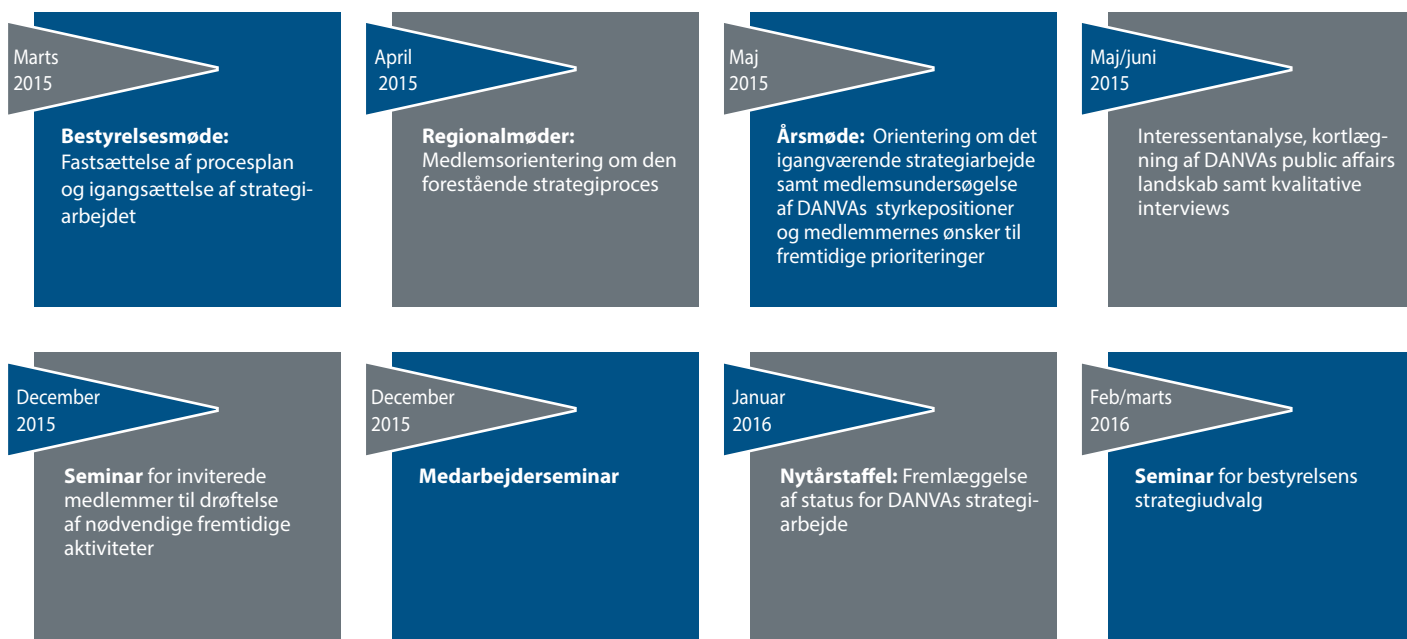 Marts
2015
Bestyrelsesmøde:
Fastsættelse af procesplan
og igangsættelse af strategi-
arbejdet
April
2015
Regionalmøder:
Medlemsorientering om den
forestående strategiproces
Maj
2015
Årsmøde: Orientering om det
igangværende strategiarbejde
samt medlemsundersøgelse
af DANVAs styrkepositioner
og medlemmernes ønsker til
fremtidige prioriteringer
Maj/juni
2015
Interessentanalyse, kortlæg-
ning af DANVAs public affairs
landskab samt kvalitative
interviews
December
2015
Seminar for inviterede
medlemmer til drøftelse
af nødvendige fremtidige
aktiviteter
December
2015
Medarbejderseminar
Januar
2016
Nytårstaffel: Fremlæggelse
af status for DANVAs strategi-
arbejde
Feb/marts
2016
Seminar for bestyrelsens
strategiudvalg